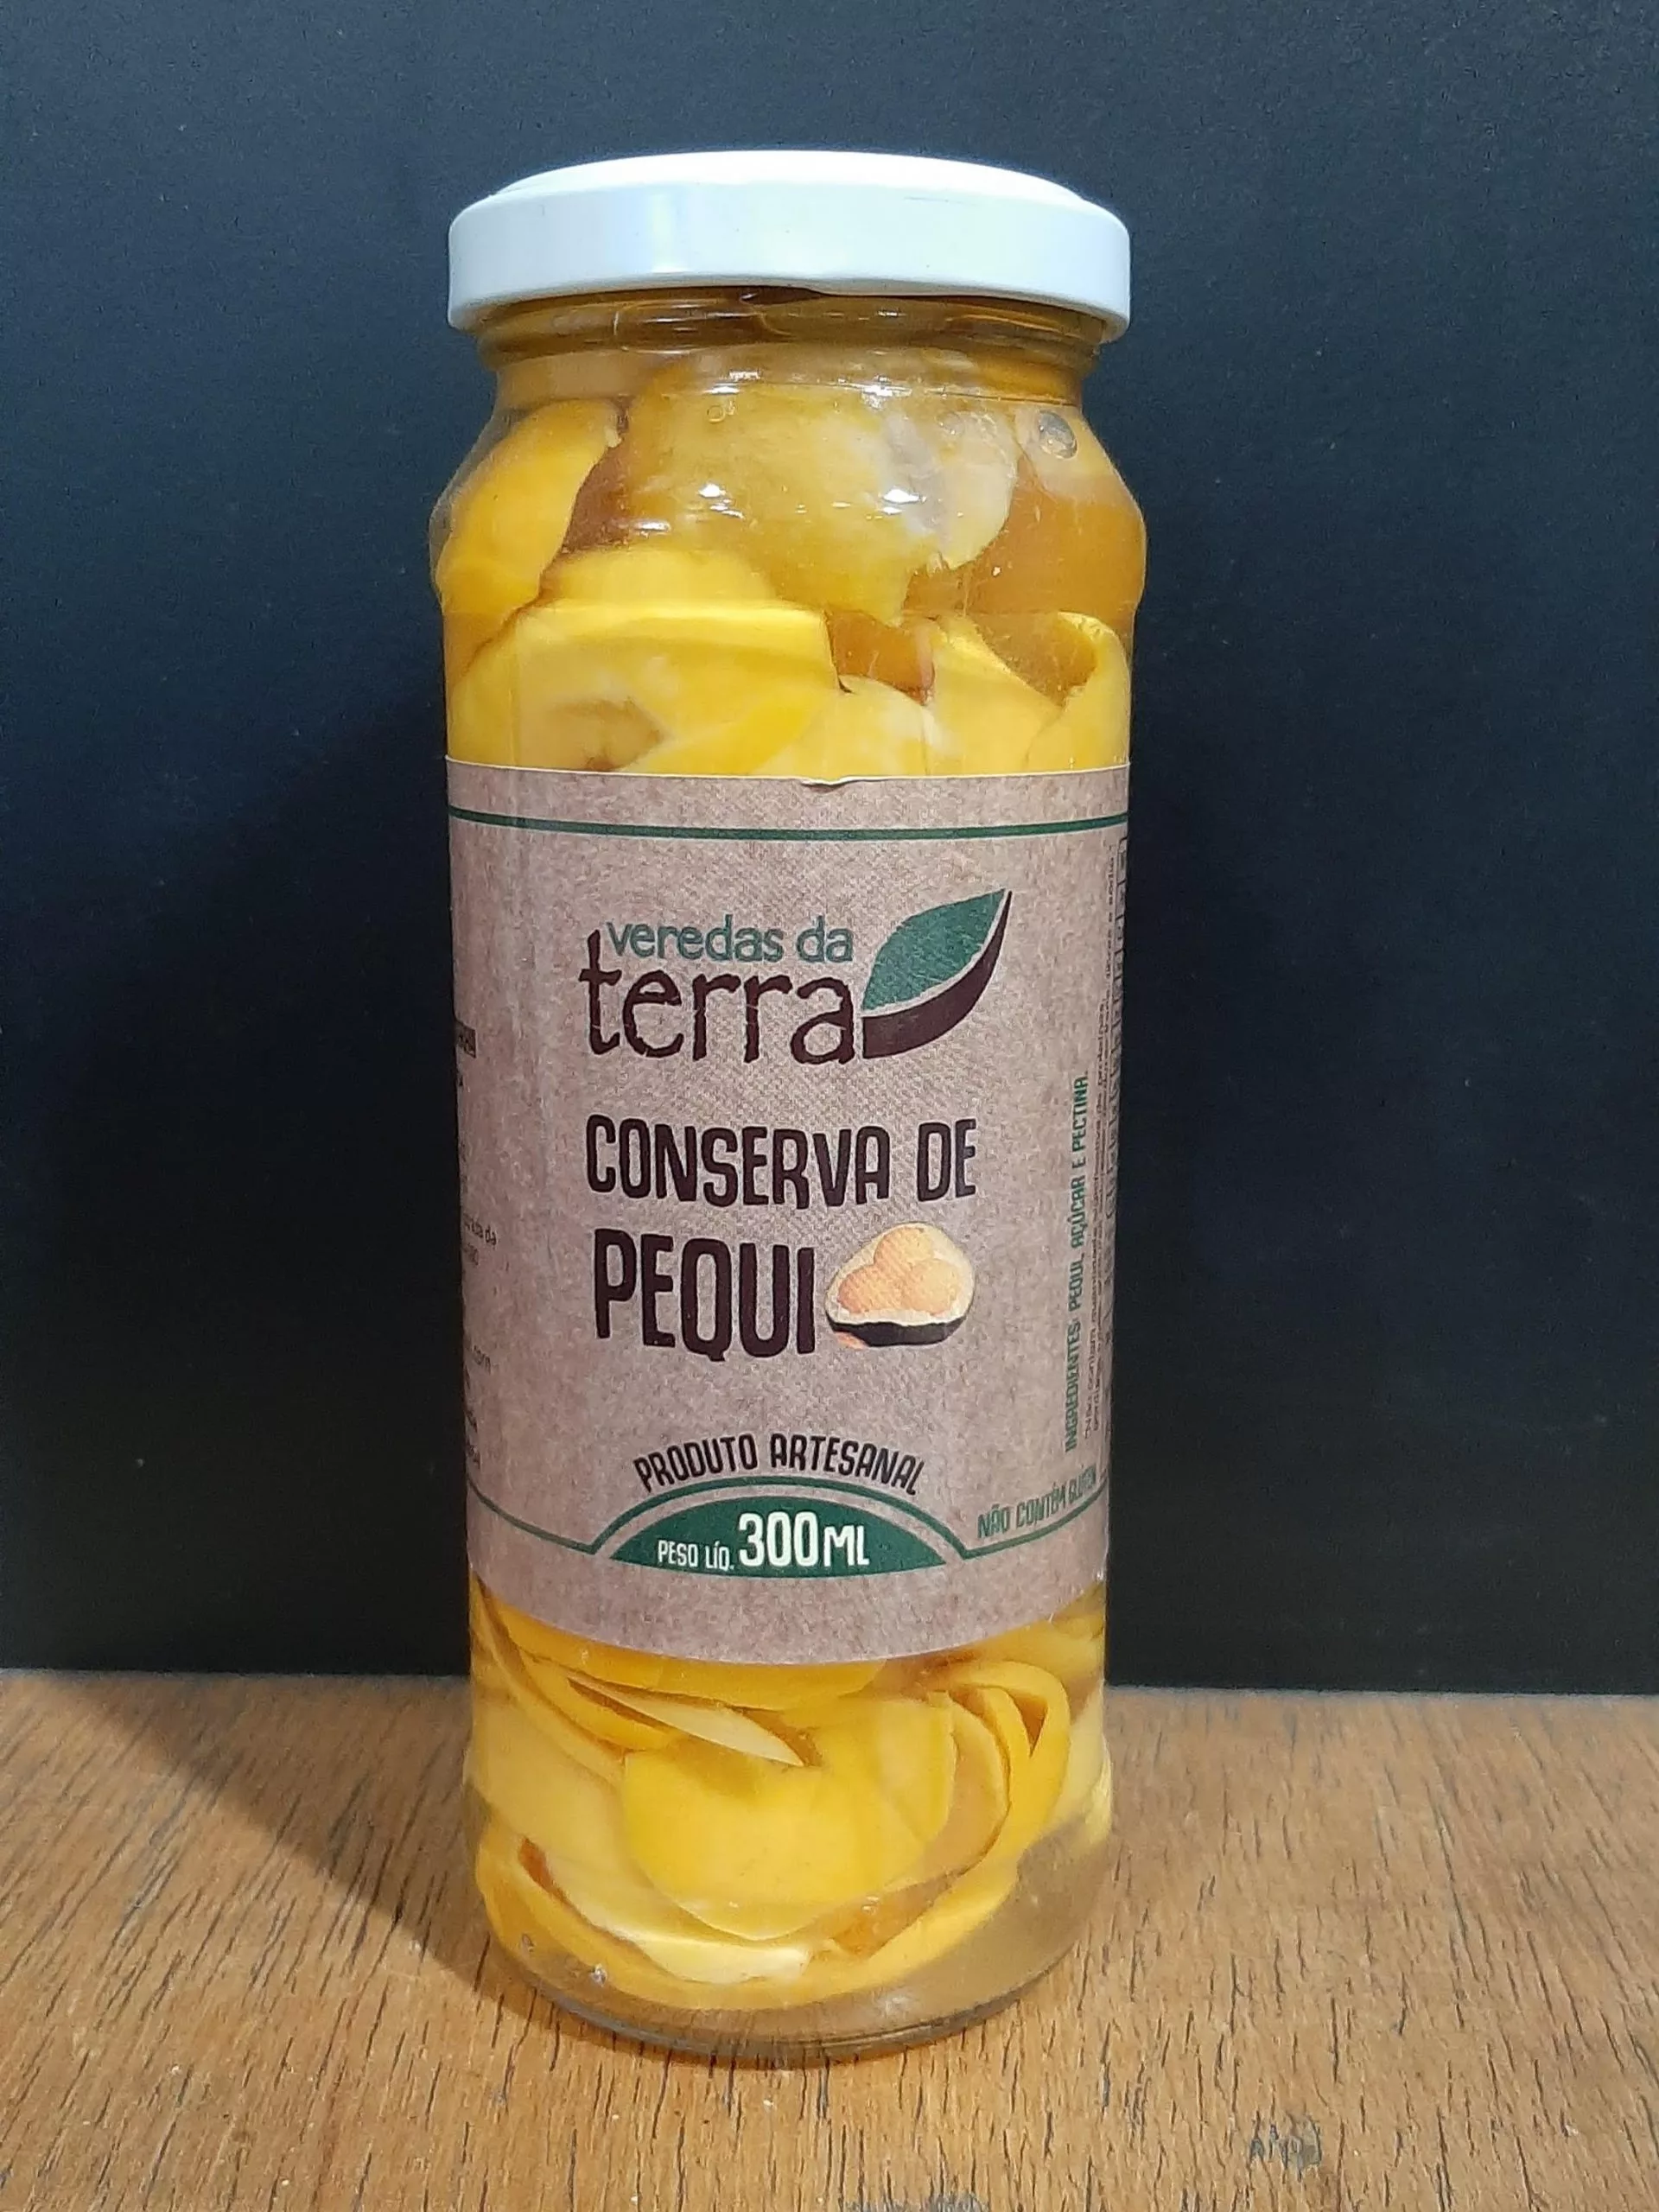 veredas da
terra
CONSERVA DE
PEQUI
PRODUTO ARTESANAL
PESO LÍQ. 300ML
INGREDIENTES: PEQUI, AÇÚCAR E PECTINA.
NÃO CONTÉM GLÚTEN